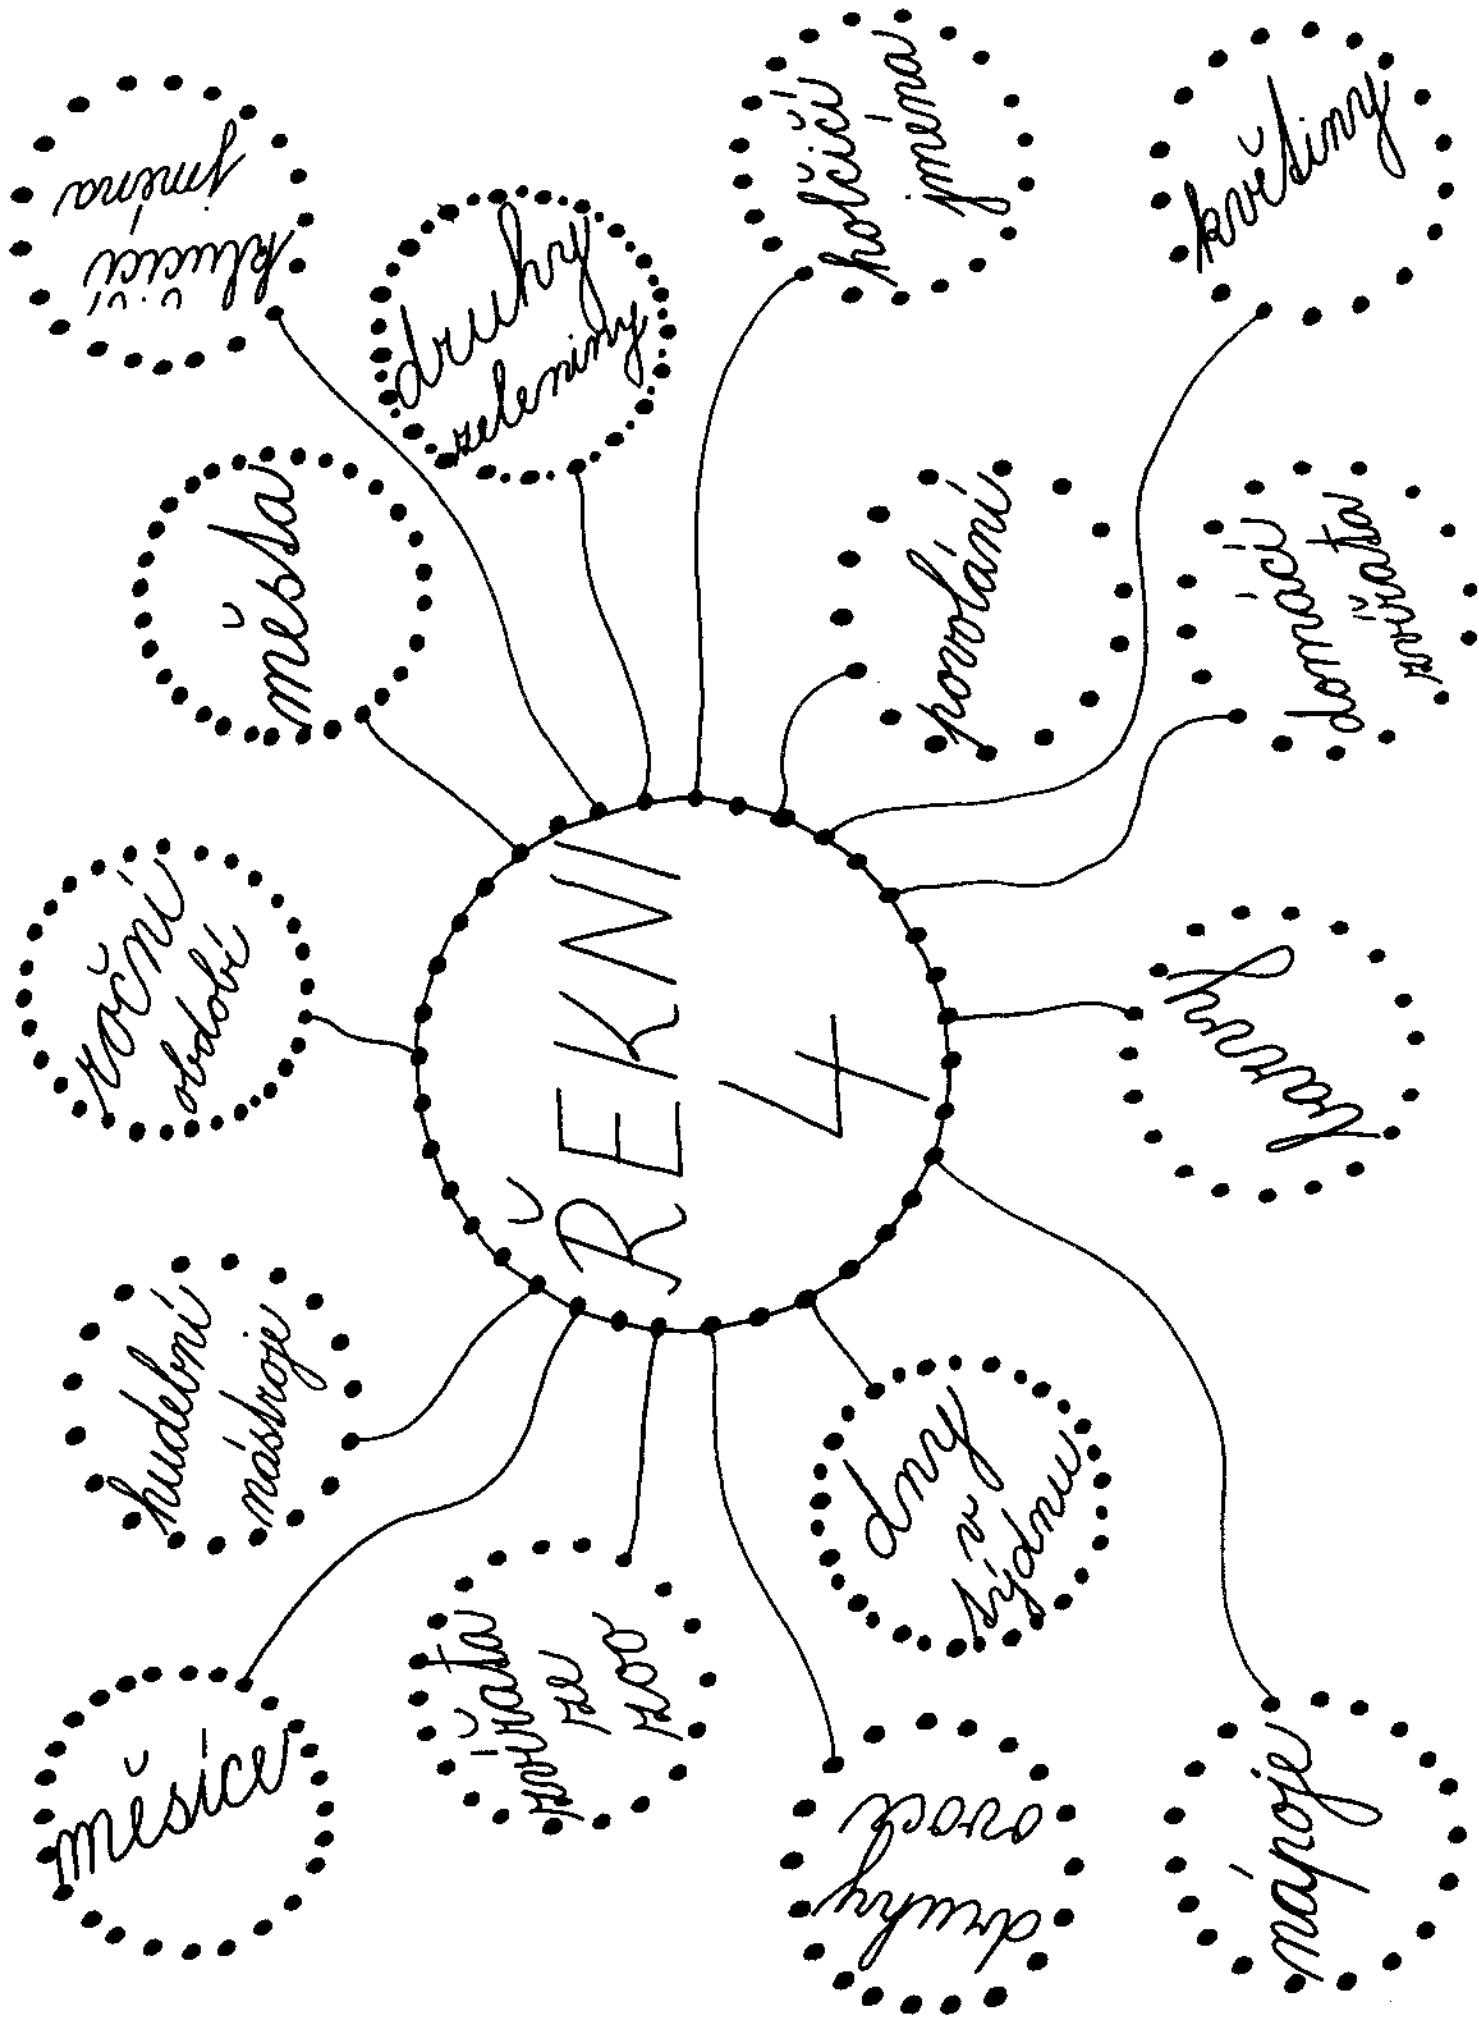 ŘEKNI
4
měsíce
hudební
nástroje
roční
období
města
klučičí
jména
druhy
zeleniny
holčičí
jména
květiny
povolání
domácí
zvířata
barvy
nápoje
dny
v
týdnu
druhy
ovoce
zvířata
ze
zoo